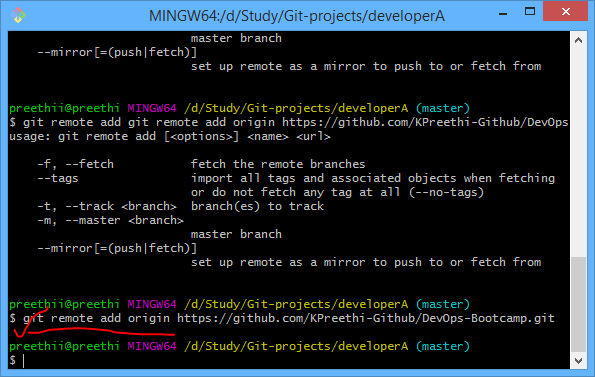 MINGW64:/d/Study/Git-projects/developerA
master branch
--mirror[=(push|fetch)]
set up remote as a mirror to push to or fetch from
preethii@preethi MINGW64 /d/Study/Git-projects/developerA (master)
$ git remote add git remote add origin https://github.com/KPreethi-Github/DevOps
usage: git remote add [<options>] <name> <url>
-f, --fetch fetch the remote branches
--tags import all tags and associated objects when fetching
or do not fetch any tag at all (--no-tags)
-t, --track <branch> branch(es) to track
-m, --master <branch>
master branch
--mirror[=(push|fetch)]
set up remote as a mirror to push to or fetch from
preethii@preethi MINGW64 /d/Study/Git-projects/developerA (master)
$ git remote add origin https://github.com/KPreethi-Github/DevOps-Bootcamp.git
preethii@preethi MINGW64 /d/Study/Git-projects/developerA (master)
$